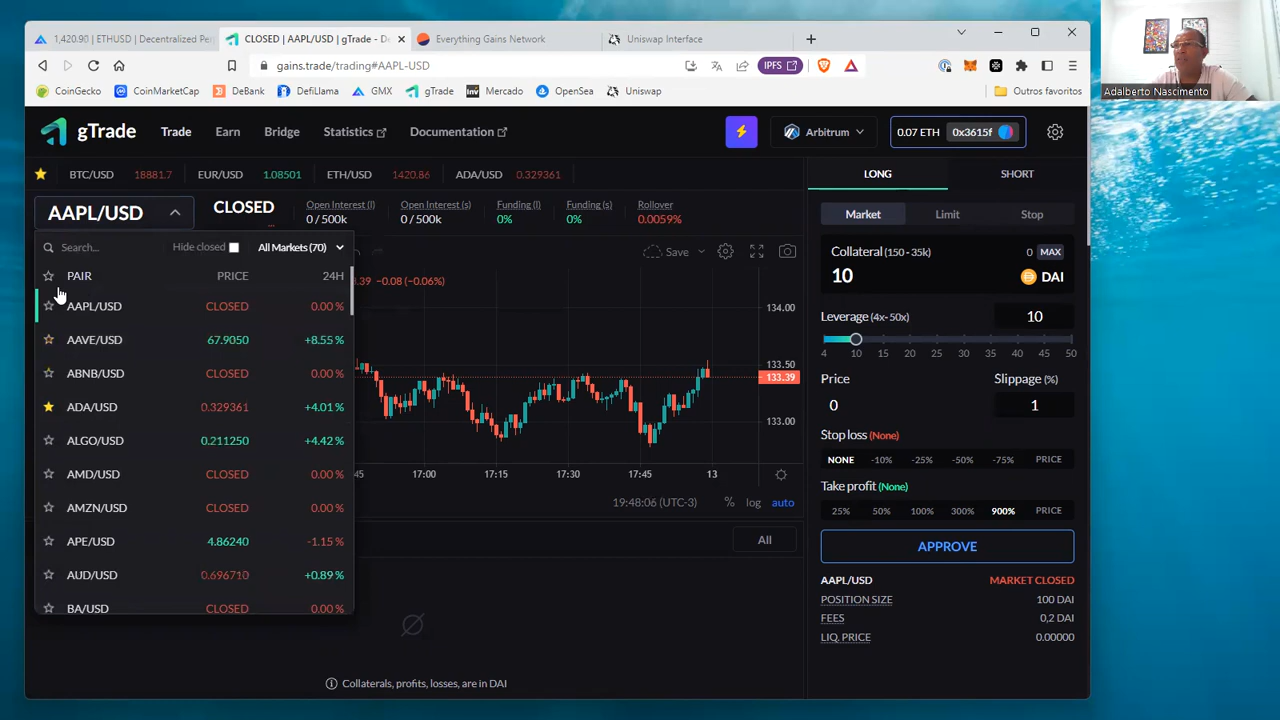 1,420.90 | ETHUSD | Decentralized Per
CLOSED | AAPL/USD | gTrade - De
Everything Gains Network
Uniswap Interface
gains.trade/trading#AAPL-USD
IPFS
CoinGecko
CoinMarketCap
DeBank
DefiLlama
GMX
gTrade
Mercado
OpenSea
Uniswap
Outros favoritos
Adalberto Nascimento
gTrade
Trade
Earn
Bridge
Statistics
Documentation
Arbitrum
0.07 ETH
0x3615f
BTC/USD 18881.7
EUR/USD 1.08501
ETH/USD 1420.86
ADA/USD 0.329361
AAPL/USD
CLOSED
...
Open Interest (l)
0 / 500k
Open Interest (s)
0 / 500k
Funding (l)
0%
Funding (s)
0%
Rollover
0.0059%
Search...
Hide closed
All Markets (70)
PAIR PRICE 24H
AAPL/USD CLOSED 0.00 %
AAVE/USD 67.9050 +8.55 %
ABNB/USD CLOSED 0.00 %
ADA/USD 0.329361 +4.01 %
ALGO/USD 0.211250 +4.42 %
AMD/USD CLOSED 0.00 %
AMZN/USD CLOSED 0.00 %
APE/USD 4.86240 -1.15 %
AUD/USD 0.696710 +0.89 %
BA/USD CLOSED 0.00 %
Save
.39 -0.08 (-0.06%)
134.00
133.50
133.39
133.00
45 17:00 17:15 17:30 17:45 13
19:48:06 (UTC-3) % log auto
All
Collaterals, profits, losses, are in DAI
LONG
SHORT
Market
Limit
Stop
Collateral (150 - 35k)
0 MAX
10
DAI
Leverage (4x- 50x)
10
4 10 15 20 25 30 35 40 45 50
Price
Slippage (%)
0
1
Stop loss (None)
NONE -10% -25% -50% -75% PRICE
Take profit (None)
25% 50% 100% 300% 900% PRICE
APPROVE
AAPL/USD MARKET CLOSED
POSITION SIZE 100 DAI
FEES 0,2 DAI
LIQ. PRICE 0.00000